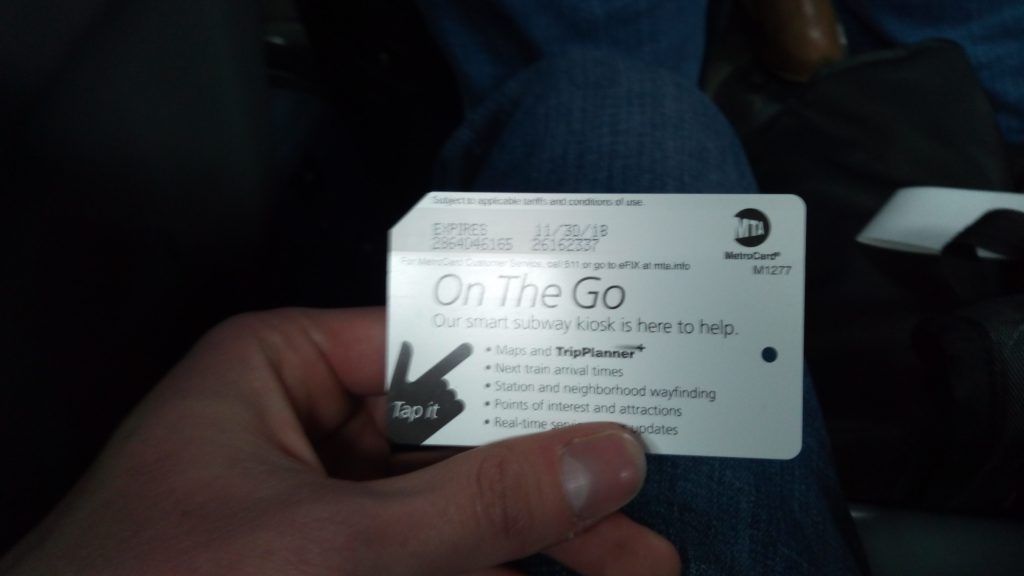 Subject to applicable tariffs and conditions of use.
EXPIRES 11/30/18
2864046165 26162337
MTA
MetroCard®
For MetroCard Customer Service, call 511 or go to eFIX at mta.info
M1277
On The Go
Our smart subway kiosk is here to help.
• Maps and TripPlanner+
• Next train arrival times
• Station and neighborhood wayfinding
• Points of interest and attractions
• Real-time updates
Tap it